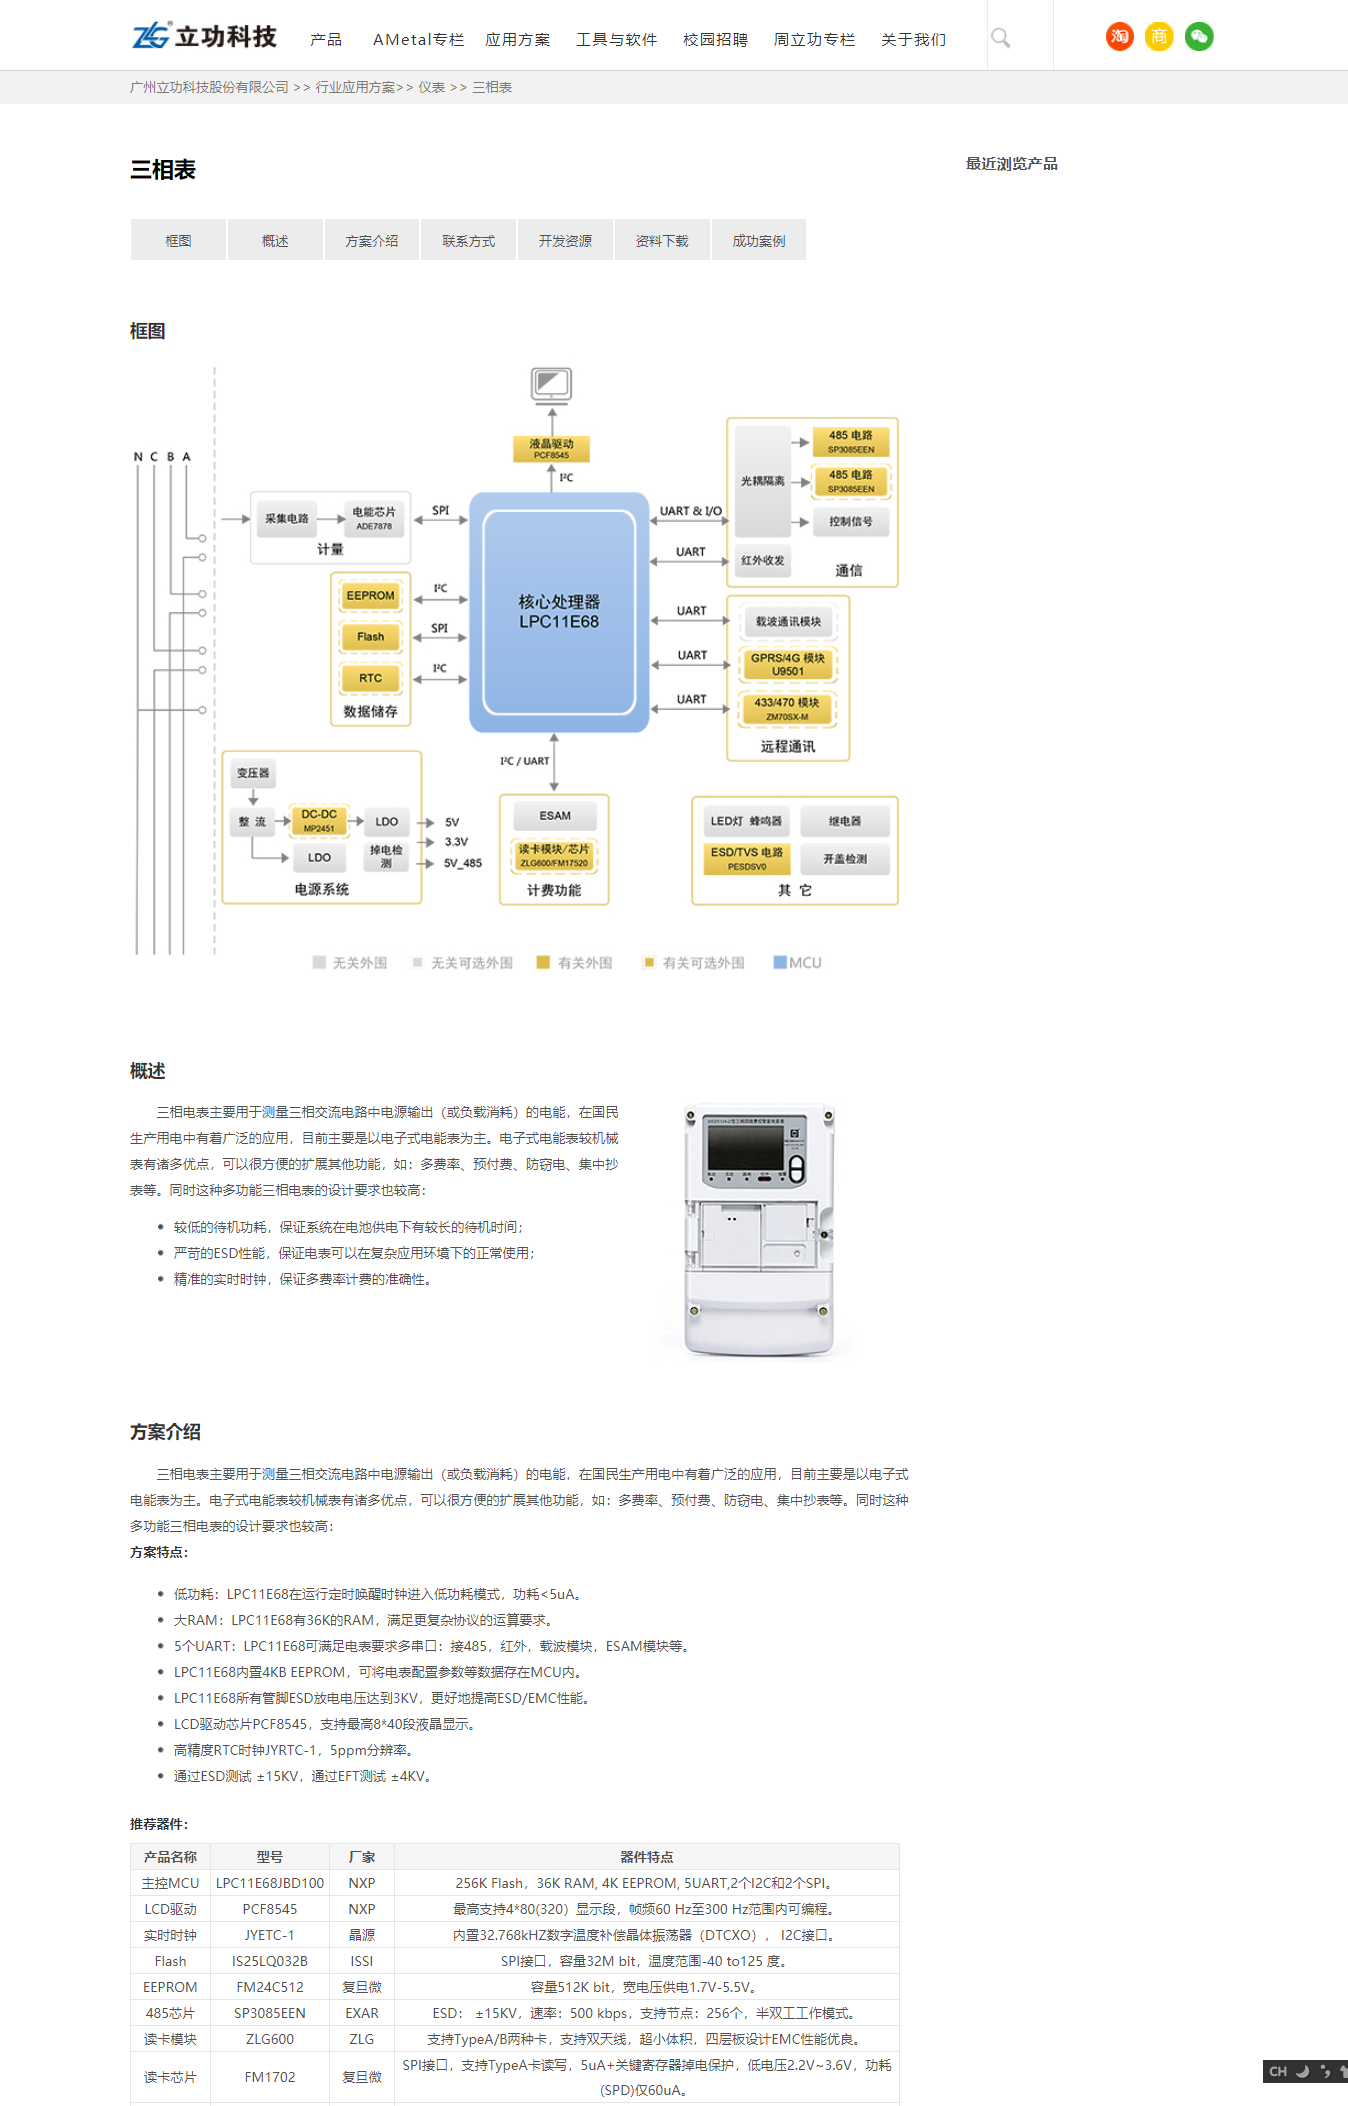 ZLG®立功科技
产品 AMetal专栏 应用方案 工具与软件 校园招聘 周立功专栏 关于我们
淘 商
广州立功科技股份有限公司 >> 行业应用方案>> 仪表 >> 三相表
三相表
最近浏览产品
框图 概述 方案介绍 联系方式 开发资源 资料下载 成功案例
框图
N C B A
液晶驱动
PCF8545
I²C
采集电路
电能芯片
ADE7878
计量
SPI
EEPROM
I²C
Flash
SPI
RTC
I²C
数据储存
核心处理器
LPC11E68
UART & I/O
UART
光耦隔离
485 电路
SP3085EEN
485 电路
SP3085EEN
控制信号
红外收发
通信
UART
载波通讯模块
UART
GPRS/4G 模块
U9501
UART
433/470 模块
ZM70SX-M
远程通讯
变压器
整 流
DC-DC
MP2451
LDO
LDO
掉电检测
5V
3.3V
5V_485
电源系统
I²C / UART
ESAM
读卡模块/芯片
ZLG600/FM17520
计费功能
LED灯 蜂鸣器
继电器
ESD/TVS 电路
PESDSV0
开盖检测
其 它
无关外围 无关可选外围 有关外围 有关可选外围 MCU
概述
三相电表主要用于测量三相交流电路中电源输出（或负载消耗）的电能，在国民
生产用电中有着广泛的应用，目前主要是以电子式电能表为主。电子式电能表较机械
表有诸多优点，可以很方便的扩展其他功能，如：多费率、预付费、防窃电、集中抄
表等。同时这种多功能三相电表的设计要求也较高：
较低的待机功耗，保证系统在电池供电下有较长的待机时间；
严苛的ESD性能，保证电表可以在复杂应用环境下的正常使用；
精准的实时时钟，保证多费率计费的准确性。
方案介绍
三相电表主要用于测量三相交流电路中电源输出（或负载消耗）的电能，在国民生产用电中有着广泛的应用，目前主要是以电子式
电能表为主。电子式电能表较机械表有诸多优点，可以很方便的扩展其他功能，如：多费率、预付费、防窃电、集中抄表等。同时这种
多功能三相电表的设计要求也较高：
方案特点：
低功耗：LPC11E68在运行定时唤醒时钟进入低功耗模式，功耗<5uA。
大RAM：LPC11E68有36K的RAM，满足更复杂协议的运算要求。
5个UART：LPC11E68可满足电表要求多串口：接485，红外，载波模块，ESAM模块等。
LPC11E68内置4KB EEPROM，可将电表配置参数等数据存在MCU内。
LPC11E68所有管脚ESD放电电压达到3KV，更好地提高ESD/EMC性能。
LCD驱动芯片PCF8545，支持最高8*40段液晶显示。
高精度RTC时钟JYRTC-1，5ppm分辨率。
通过ESD测试 ±15KV，通过EFT测试 ±4KV。
推荐器件：
产品名称 型号 厂家 器件特点
主控MCU LPC11E68JBD100 NXP 256K Flash，36K RAM, 4K EEPROM, 5UART,2个I2C和2个SPI。
LCD驱动 PCF8545 NXP 最高支持4*80(320）显示段，帧频60 Hz至300 Hz范围内可编程。
实时时钟 JYETC-1 晶源 内置32.768kHZ数字温度补偿晶体振荡器（DTCXO）， I2C接口。
Flash IS25LQ032B ISSI SPI接口，容量32M bit，温度范围-40 to125 度。
EEPROM FM24C512 复旦微 容量512K bit，宽电压供电1.7V-5.5V。
485芯片 SP3085EEN EXAR ESD： ±15KV，速率：500 kbps，支持节点：256个，半双工工作模式。
读卡模块 ZLG600 ZLG 支持TypeA/B两种卡，支持双天线，超小体积，四层板设计EMC性能优良。
读卡芯片 FM1702 复旦微 SPI接口，支持TypeA卡读写，5uA+关键寄存器掉电保护，低电压2.2V~3.6V，功耗
(SPD)仅60uA。
CH